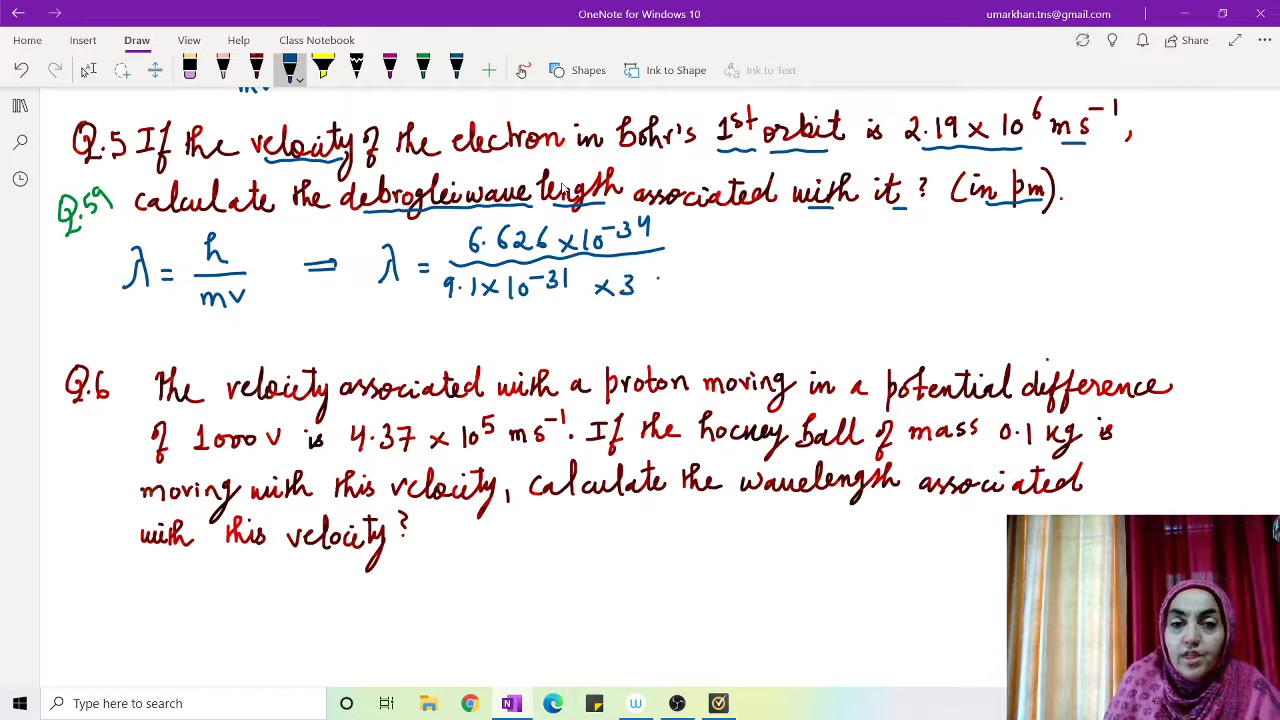 OneNote for Windows 10
umarkhan.tns@gmail.com
Home Insert Draw View Help Class Notebook
Share
Shapes Ink to Shape Ink to Text
mv
Q.5 If the velocity of the electron in Bohr's 1st orbit is 2.19 x 10⁶ ms⁻¹,
Q.59 calculate the debrogleiwave length associated with it? (in pm).
λ = h/mv ⇒ λ = 6.626 x 10⁻³⁴ / 9.1 x 10⁻³¹ x 3
Q.6 The velocity associated with a proton moving in a potential difference
of 1000 v is 4.37 x 10⁵ ms⁻¹. If the hockey ball of mass 0.1 kg is
moving with this velocity, calculate the wavelength associated
with this velocity?
Type here to search